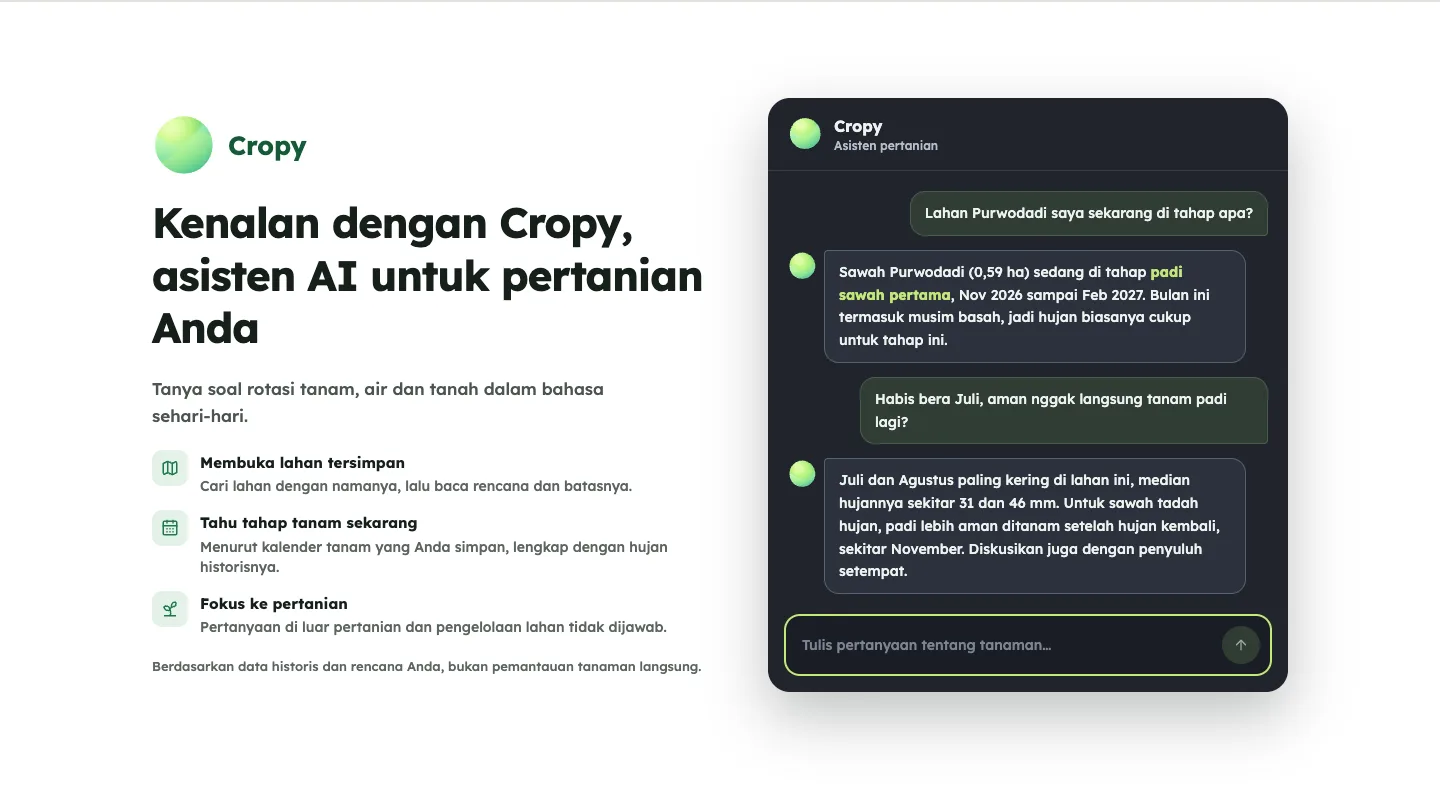 Cropy
Kenalan dengan Cropy,
asisten AI untuk pertanian
Anda
Tanya soal rotasi tanam, air dan tanah dalam bahasa
sehari-hari.
Membuka lahan tersimpan
Cari lahan dengan namanya, lalu baca rencana dan batasnya.
Tahu tahap tanam sekarang
Menurut kalender tanam yang Anda simpan, lengkap dengan hujan
historisnya.
Fokus ke pertanian
Pertanyaan di luar pertanian dan pengelolaan lahan tidak dijawab.
Berdasarkan data historis dan rencana Anda, bukan pemantauan tanaman langsung.
Cropy
Asisten pertanian
Lahan Purwodadi saya sekarang di tahap apa?
Sawah Purwodadi (0,59 ha) sedang di tahap padi
sawah pertama, Nov 2026 sampai Feb 2027. Bulan ini
termasuk musim basah, jadi hujan biasanya cukup
untuk tahap ini.
Habis bera Juli, aman nggak langsung tanam padi
lagi?
Juli dan Agustus paling kering di lahan ini, median
hujannya sekitar 31 dan 46 mm. Untuk sawah tadah
hujan, padi lebih aman ditanam setelah hujan kembali,
sekitar November. Diskusikan juga dengan penyuluh
setempat.
Tulis pertanyaan tentang tanaman...